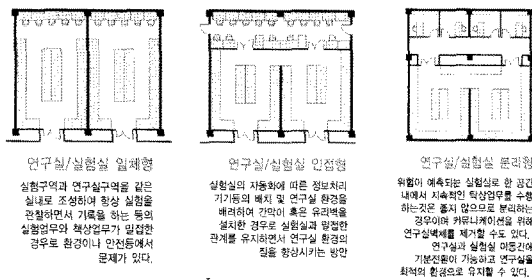 연구실/실험실 일체형
실험구역과 연구실구역을 같은
실내로 조성하여 항상 실험을
관찰하면서 기록을 하는 등의
실험업무와 책상업무가 밀접한
경우로 환경이나 안전등에서
문제가 있다.
연구실/실험실 인접형
실험실의 자동화에 따른 정보처리
기기등의 배치 및 연구실 환경을
배려하여 간막이 혹은 유리벽을
설치한 경우로 실험실과 밀접한
관계를 유지하면서 연구실 환경의
질을 향상시키는 방안
연구실/실험실 분리형
위험이 예측되는 실험실로 한 공간
내에서 지속적인 탁상업무를 수행
하는것은 좋지 않으므로 분리하는
경우이며 커뮤니케이션을 위해
연구실벽체를 제거할 수도 있다.
연구실과 실험실 이동간에
기분전환이 가능하고 연구실을
최적의 환경으로 유지할 수 있다.